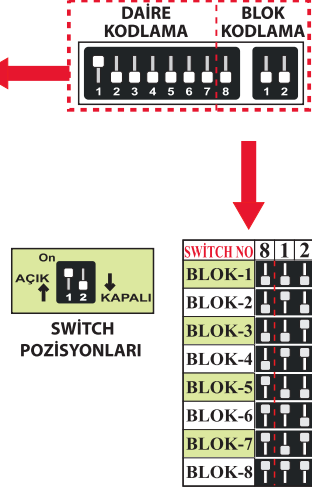 DAİRE KODLAMA
BLOK KODLAMA
1 2 3 4 5 6 7 8 1 2
On
AÇIK
1 2
KAPALI
SWİTCH
POZİSYONLARI
SWİTCH NO 8 1 2
BLOK-1
BLOK-2
BLOK-3
BLOK-4
BLOK-5
BLOK-6
BLOK-7
BLOK-8